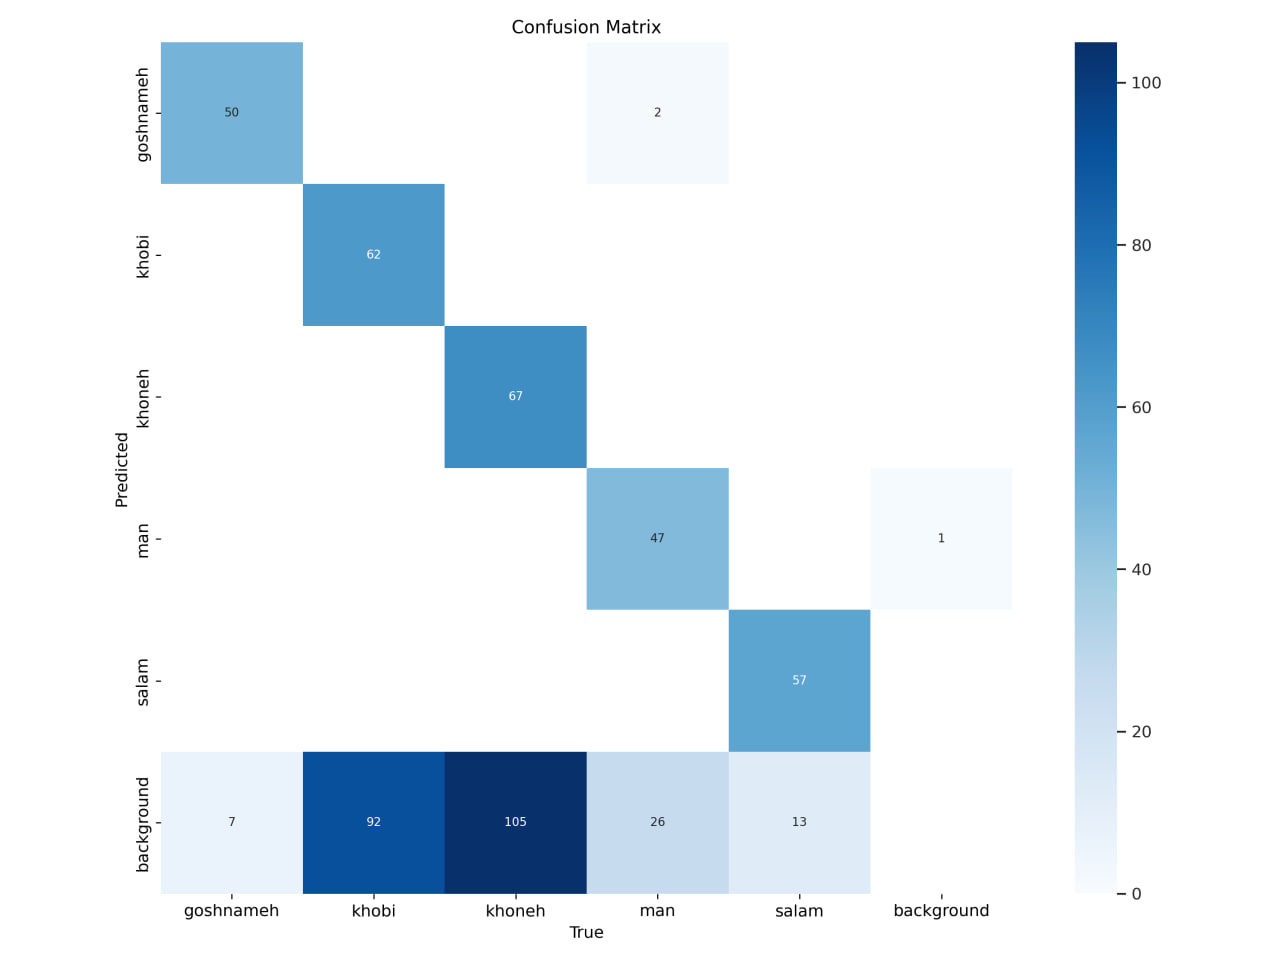 Confusion Matrix
goshnameh
50
2
khobi
62
khoneh
67
Predicted
man
47
1
salam
57
background
7
92
105
26
13
goshnameh khobi khoneh man salam background
True
100
80
60
40
20
0